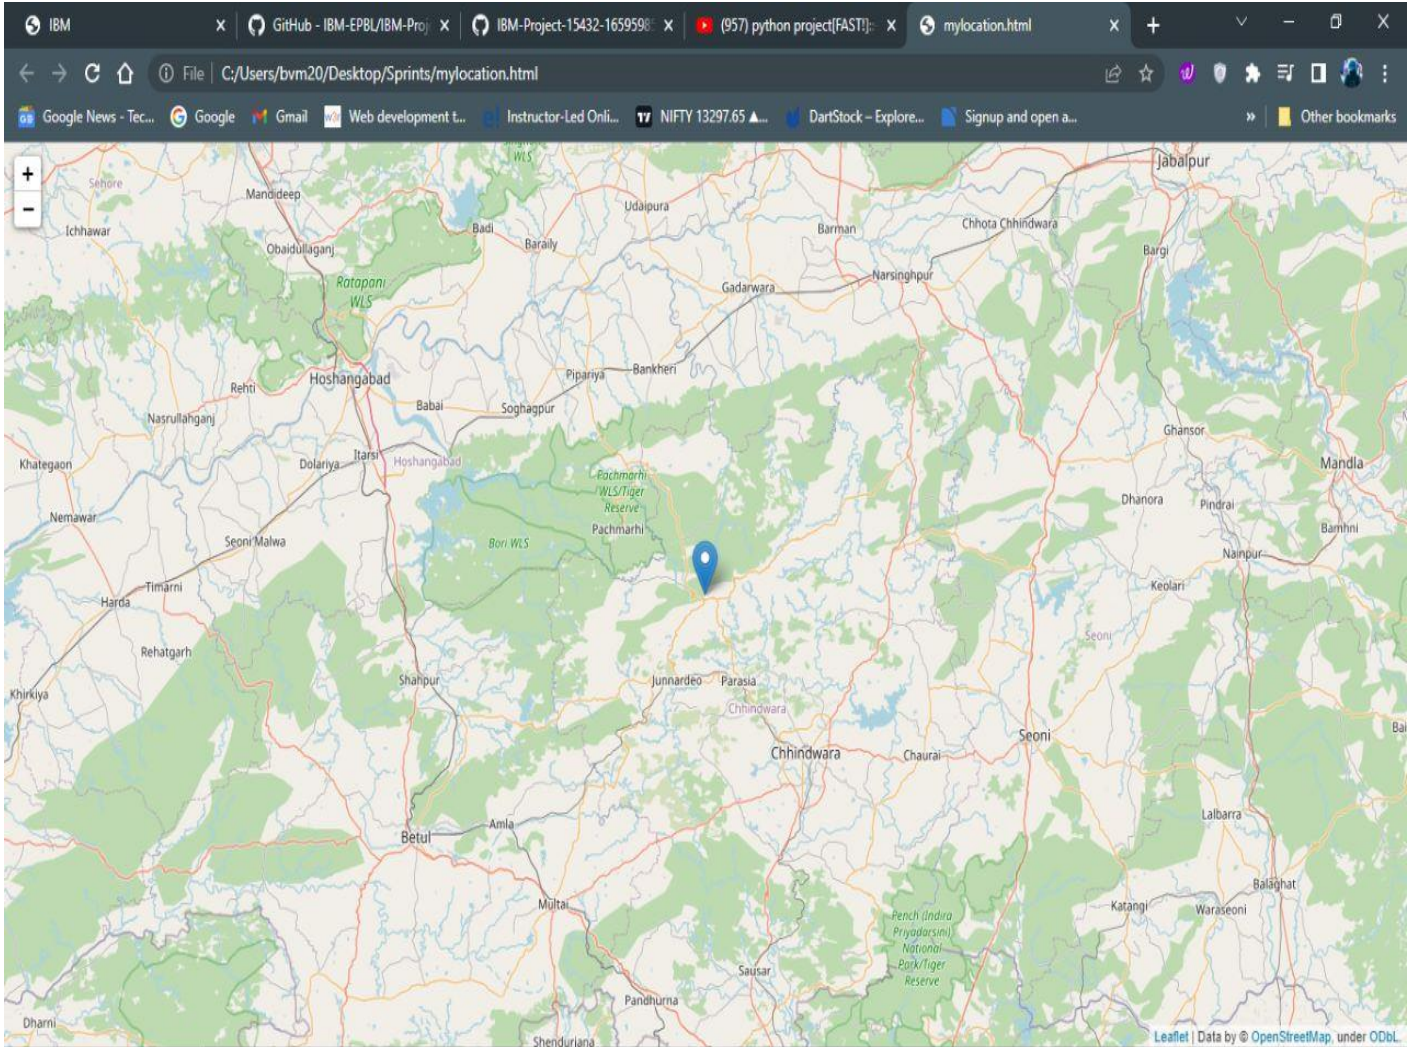 IBM
GitHub - IBM-EPBL/IBM-Proj
IBM-Project-15432-1659598
(957) python project[FAST!]:
mylocation.html
File | C:/Users/bvm20/Desktop/Sprints/mylocation.html
Google News - Tec...
Google
Gmail
Web development t...
Instructor-Led Onli...
NIFTY 13297.65 ▲...
DartStock – Explore...
Signup and open a...
»
Other bookmarks
+
−
WLS
Jabalpur
Sehore
Mandideep
Udaipura
Ichhawar
Badi
Barman
Chhota Chhindwara
Obaidullaganj
Baraily
Bargi
Ratapani
WLS
Gadarwara
Narsinghpur
Rehti
Hoshangabad
Pipariya
Bankheri
Nasrullahganj
Babai
Soghagpur
Ghansor
Khategaon
Dolariya
Itarsi
Hoshangabad
Mandla
Pachmarhi
WLS/Tiger
Reserve
Dhanora
Pindrai
Nemawar
Pachmarhi
Bamhni
Seoni Malwa
Bori WLS
Nainpur
Timarni
Keolari
Harda
Seoni
Rehatgarh
Shahpur
Junnardeo
Parasia
Khirkiya
Chhindwara
Seoni
Bai
Chhindwara
Chaurai
Amla
Lalbarra
Betul
Balaghat
Multai
Katangi
Waraseoni
Pench (Indira
Priyadarsini)
National
Park/Tiger
Reserve
Sausar
Pandhurna
Dharni
Shendurjana
Leaflet | Data by © OpenStreetMap, under ODbL.